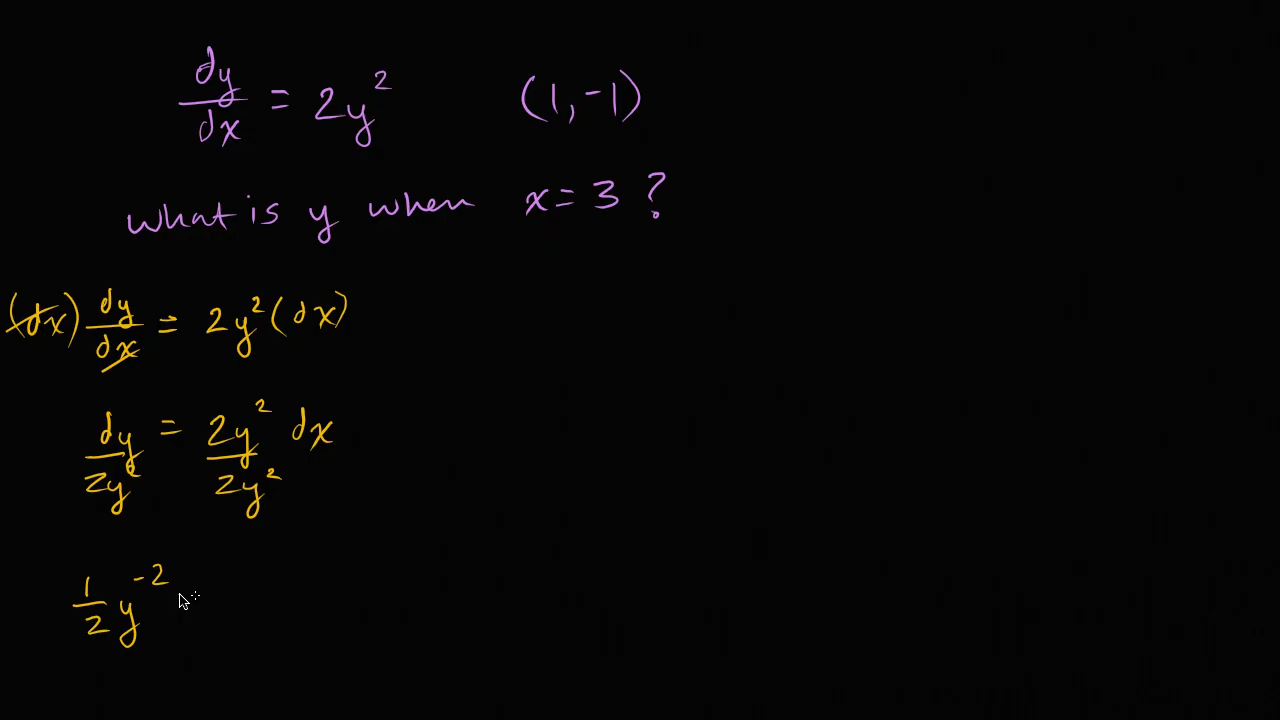 dy/dx = 2y² (1, -1)
what is y when x = 3 ?
(dx) dy/dx = 2y² (dx)
dy/2y² = 2y²/2y² dx
1/2 y⁻²